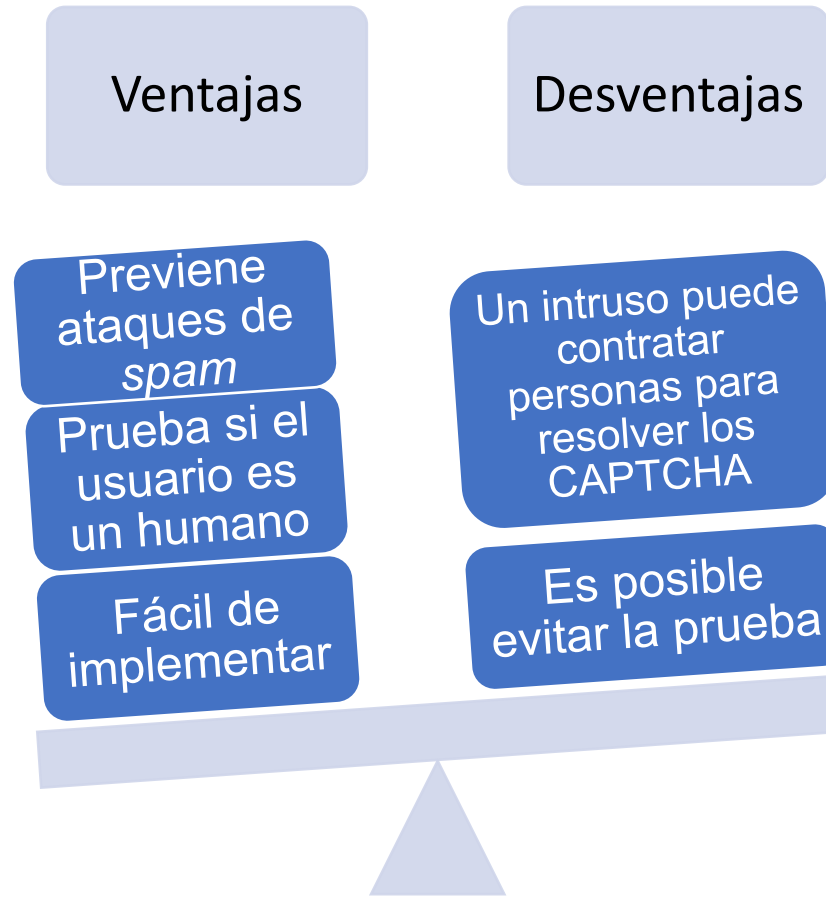 Ventajas
Desventajas
Previene
ataques de
spam
Prueba si el
usuario es
un humano
Fácil de
implementar
Un intruso puede
contratar
personas para
resolver los
CAPTCHA
Es posible
evitar la prueba